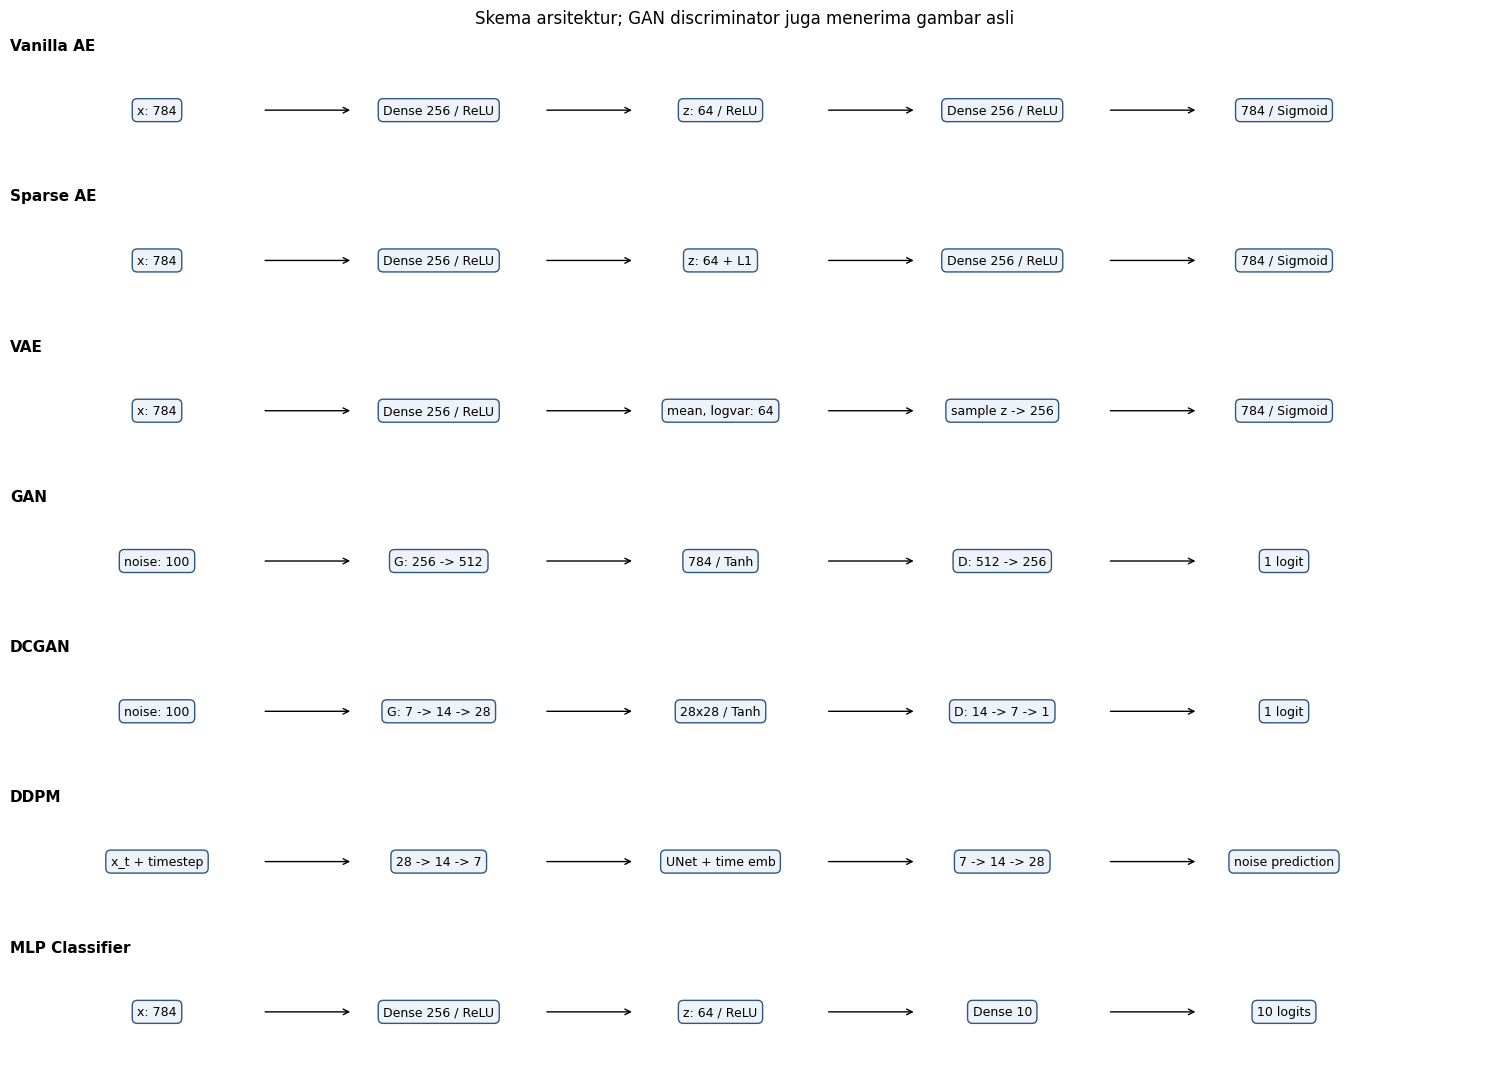 Skema arsitektur; GAN discriminator juga menerima gambar asli
Vanilla AE
x: 784
Dense 256 / ReLU
z: 64 / ReLU
Dense 256 / ReLU
784 / Sigmoid
Sparse AE
x: 784
Dense 256 / ReLU
z: 64 + L1
Dense 256 / ReLU
784 / Sigmoid
VAE
x: 784
Dense 256 / ReLU
mean, logvar: 64
sample z -> 256
784 / Sigmoid
GAN
noise: 100
G: 256 -> 512
784 / Tanh
D: 512 -> 256
1 logit
DCGAN
noise: 100
G: 7 -> 14 -> 28
28x28 / Tanh
D: 14 -> 7 -> 1
1 logit
DDPM
x_t + timestep
28 -> 14 -> 7
UNet + time emb
7 -> 14 -> 28
noise prediction
MLP Classifier
x: 784
Dense 256 / ReLU
z: 64 / ReLU
Dense 10
10 logits